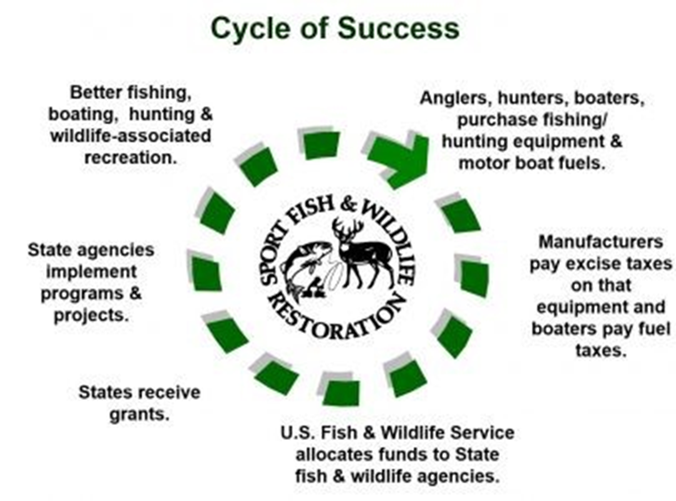 Cycle of Success
Better fishing,
boating, hunting &
wildlife-associated
recreation.
Anglers, hunters, boaters,
purchase fishing/
hunting equipment &
motor boat fuels.
SPORT FISH & WILDLIFE
RESTORATION
State agencies
implement
programs &
projects.
Manufacturers
pay excise taxes
on that
equipment and
boaters pay fuel
taxes.
States receive
grants.
U.S. Fish & Wildlife Service
allocates funds to State
fish & wildlife agencies.